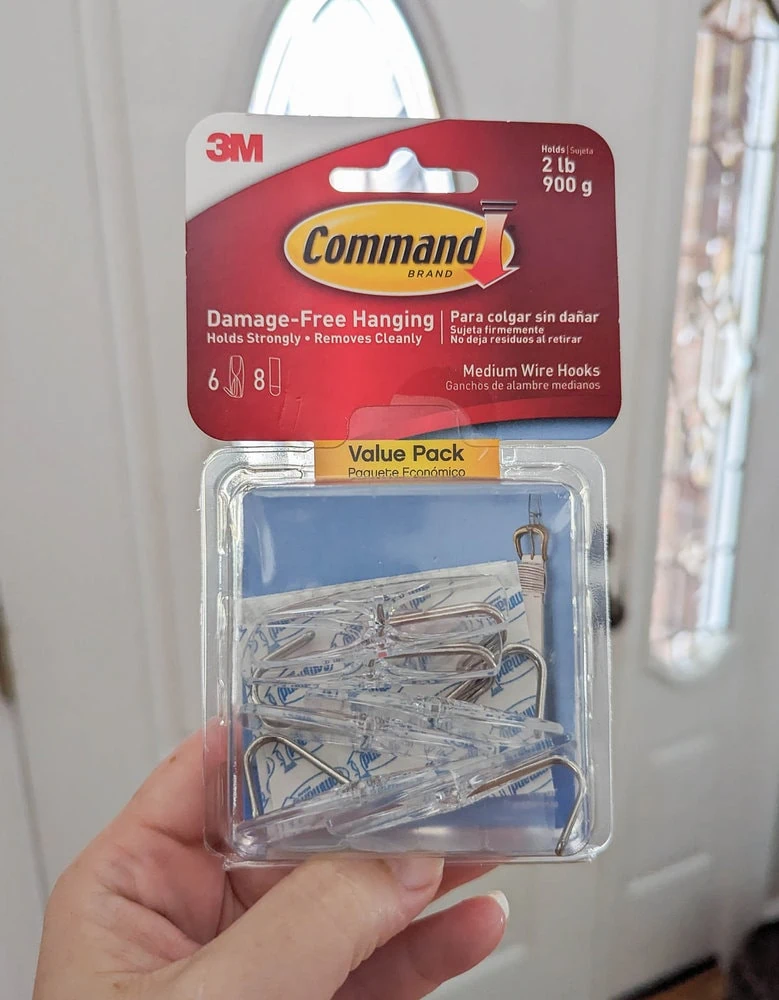 3M
Holds | Sujeta
2 lb
900 g
Command
BRAND
Damage-Free Hanging
Holds Strongly • Removes Cleanly
Para colgar sin dañar
Sujeta firmemente
No deja residuos al retirar
6 8
Medium Wire Hooks
Ganchos de alambre medianos
Value Pack
Paquete Económico